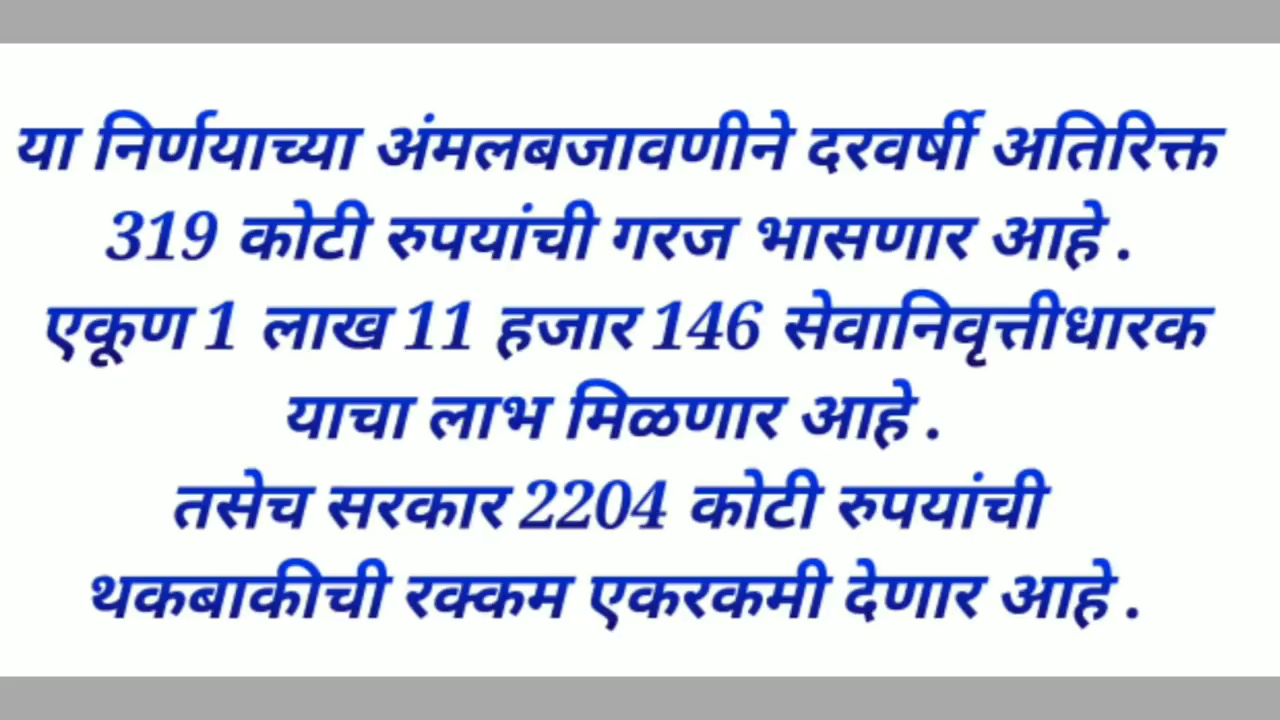 या निर्णयाच्या अंमलबजावणीने दरवर्षी अतिरिक्त
319 कोटी रुपयांची गरज भासणार आहे .
एकूण 1 लाख 11 हजार 146 सेवानिवृत्तीधारक
याचा लाभ मिळणार आहे .
तसेच सरकार 2204 कोटी रुपयांची
थकबाकीची रक्कम एकरकमी देणार आहे .